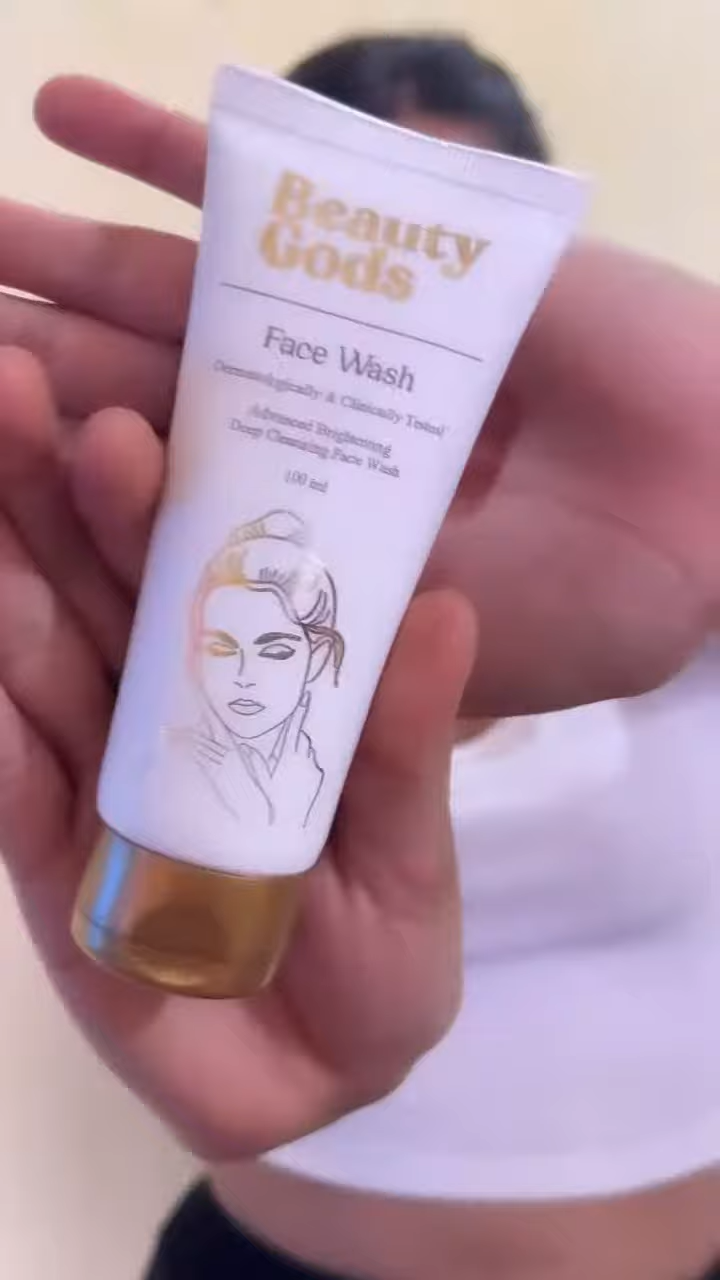 Beauty
Gods
Face Wash
Dermatologically & Clinically Tested
Advanced Brightening
Deep Cleansing Face Wash
100 ml